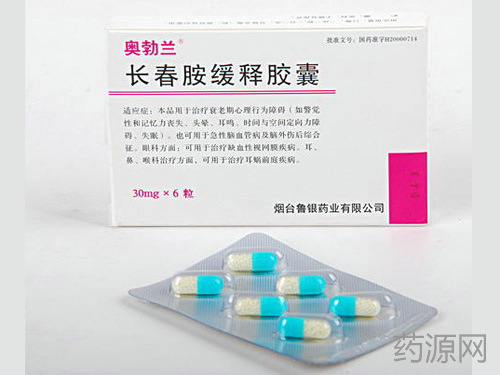 奥勃兰®
批准文号：国药准字H20000714
长春胺缓释胶囊
适应症：本品用于治疗衰老期心理行为障碍（如警觉
性和记忆力丧失、头晕、耳鸣、时间与空间定向力障
碍、失眠）。也可用于急性脑血管病及脑外伤后综合
征。眼科方面：可用于治疗缺血性视网膜疾病。耳、
鼻、喉科治疗方面，可用于治疗耳蜗前庭疾病。
30mg×6粒
烟台鲁银药业有限公司
药源网